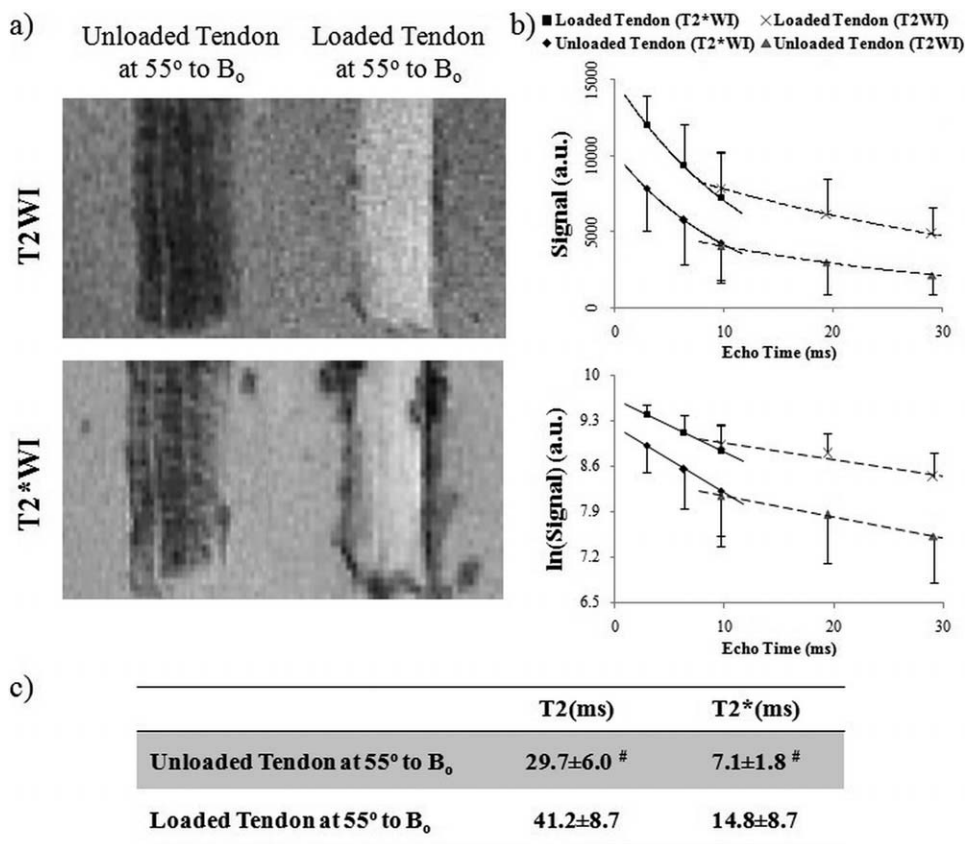 a)
Unloaded Tendon
at 55° to Bo
Loaded Tendon
at 55° to Bo
T2WI
T2*WI
b)
Loaded Tendon (T2*WI)
Loaded Tendon (T2WI)
Unloaded Tendon (T2*WI)
Unloaded Tendon (T2WI)
Signal (a.u.)
15000
10000
5000
0
0 10 20 30
Echo Time (ms)
ln(Signal) (a.u.)
10
9.3
8.6
7.9
7.2
6.5
0 10 20 30
Echo Time (ms)
c)
T2(ms) T2*(ms)
Unloaded Tendon at 55° to Bo 29.7±6.0 # 7.1±1.8 #
Loaded Tendon at 55° to Bo 41.2±8.7 14.8±8.7